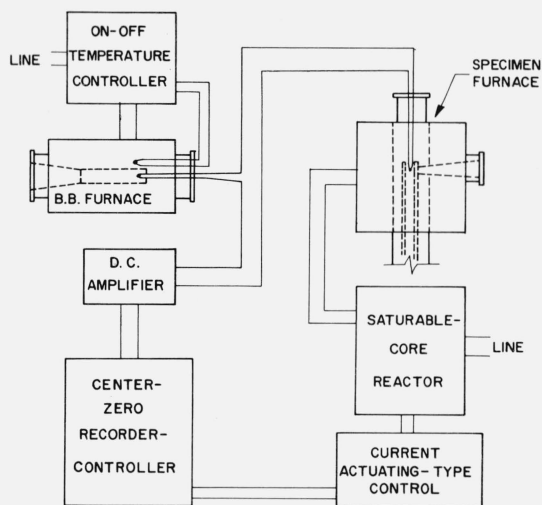 ON-OFF
TEMPERATURE
CONTROLLER
LINE
SPECIMEN
FURNACE
B.B. FURNACE
D. C.
AMPLIFIER
SATURABLE-
CORE
REACTOR
LINE
CENTER-
ZERO
RECORDER-
CONTROLLER
CURRENT
ACTUATING-TYPE
CONTROL